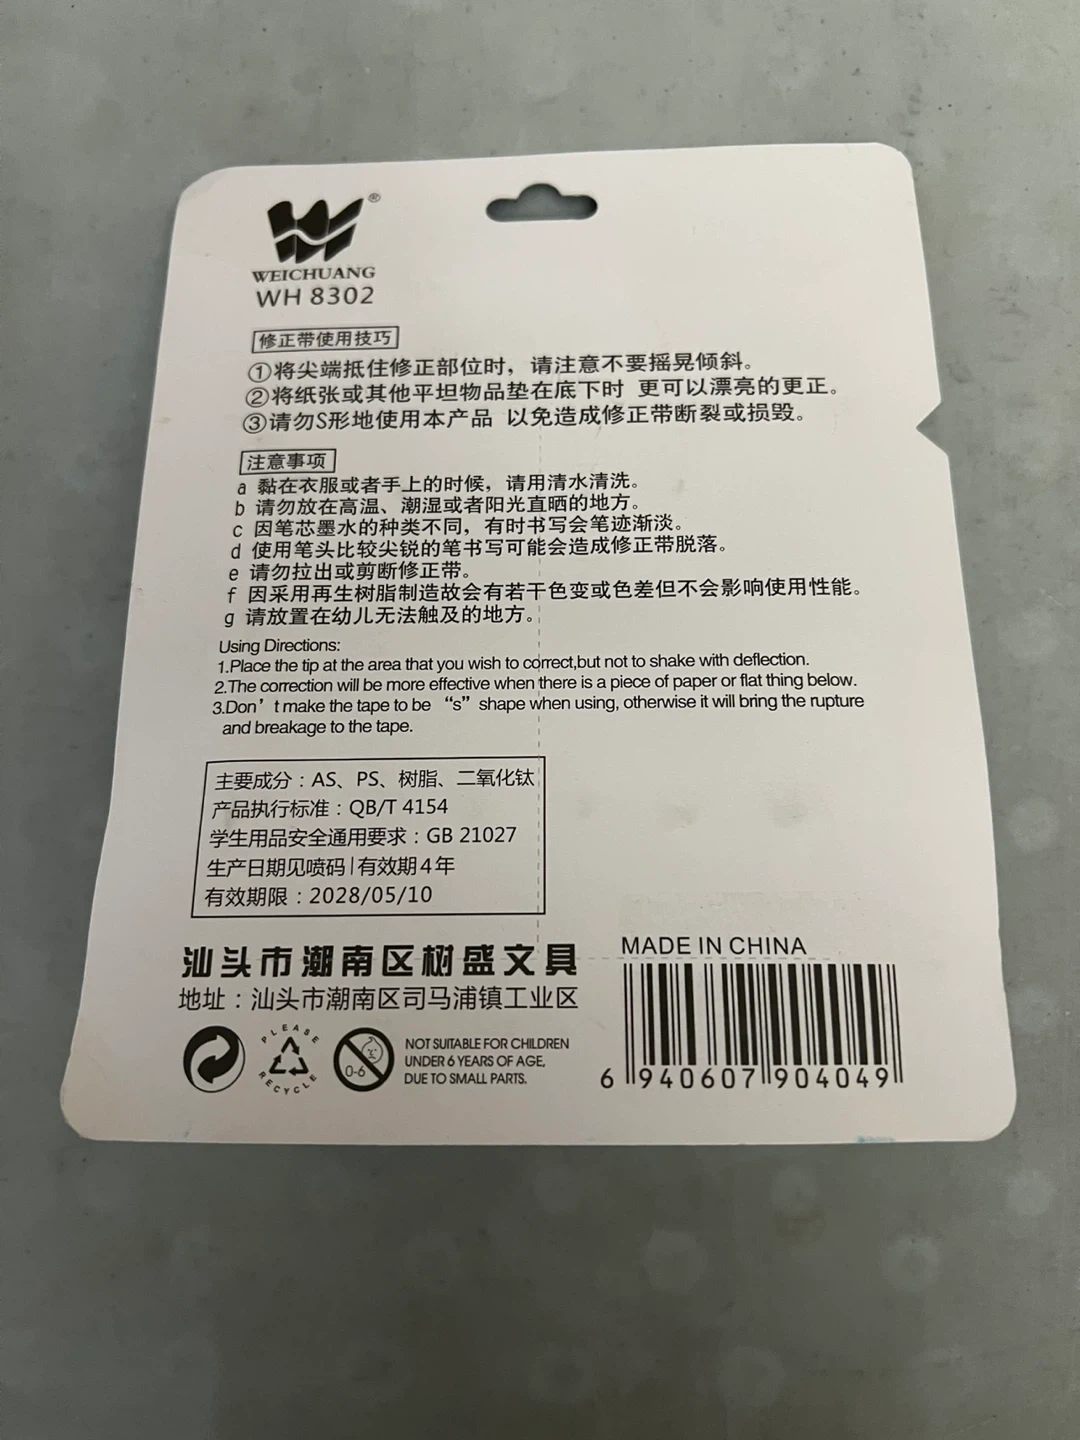 ®
WEICHUANG
WH 8302
修正带使用技巧
①将尖端抵住修正部位时，请注意不要摇晃倾斜。
②将纸张或其他平坦物品垫在底下时 更可以漂亮的更正。
③请勿S形地使用本产品 以免造成修正带断裂或损毁。
注意事项
a 黏在衣服或者手上的时候，请用清水清洗。
b 请勿放在高温、潮湿或者阳光直晒的地方。
c 因笔芯墨水的种类不同，有时书写会笔迹渐淡。
d 使用笔头比较尖锐的笔书写可能会造成修正带脱落。
e 请勿拉出或剪断修正带。
f 因采用再生树脂制造故会有若干色变或色差但不会影响使用性能。
g 请放置在幼儿无法触及的地方。
Using Directions:
1.Place the tip at the area that you wish to correct,but not to shake with deflection.
2.The correction will be more effective when there is a piece of paper or flat thing below.
3.Don’t make the tape to be “s” shape when using, otherwise it will bring the rupture
and breakage to the tape.
主要成分：AS、PS、树脂、二氧化钛
产品执行标准：QB/T 4154
学生用品安全通用要求：GB 21027
生产日期见喷码|有效期4年
有效期限：2028/05/10
汕头市潮南区树盛文具
地址：汕头市潮南区司马浦镇工业区
PLEASE
RECYCLE
0-6
NOT SUITABLE FOR CHILDREN
UNDER 6 YEARS OF AGE,
DUE TO SMALL PARTS.
MADE IN CHINA
6 940607 904049